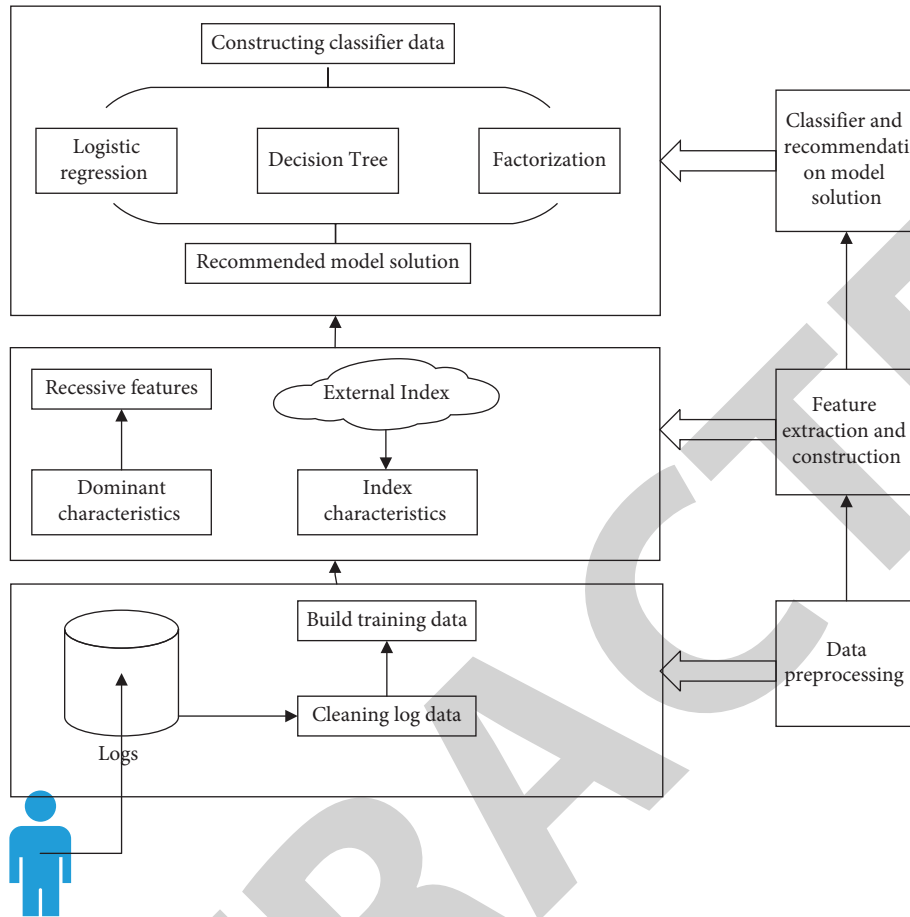 Constructing classifier data
Logistic
regression
Decision Tree
Factorization
Recommended model solution
Classifier and
recommendati
on model
solution
Recessive features
External Index
Dominant
characteristics
Index
characteristics
Feature
extraction and
construction
Build training data
Cleaning log data
Logs
Data
preprocessing
RACTE